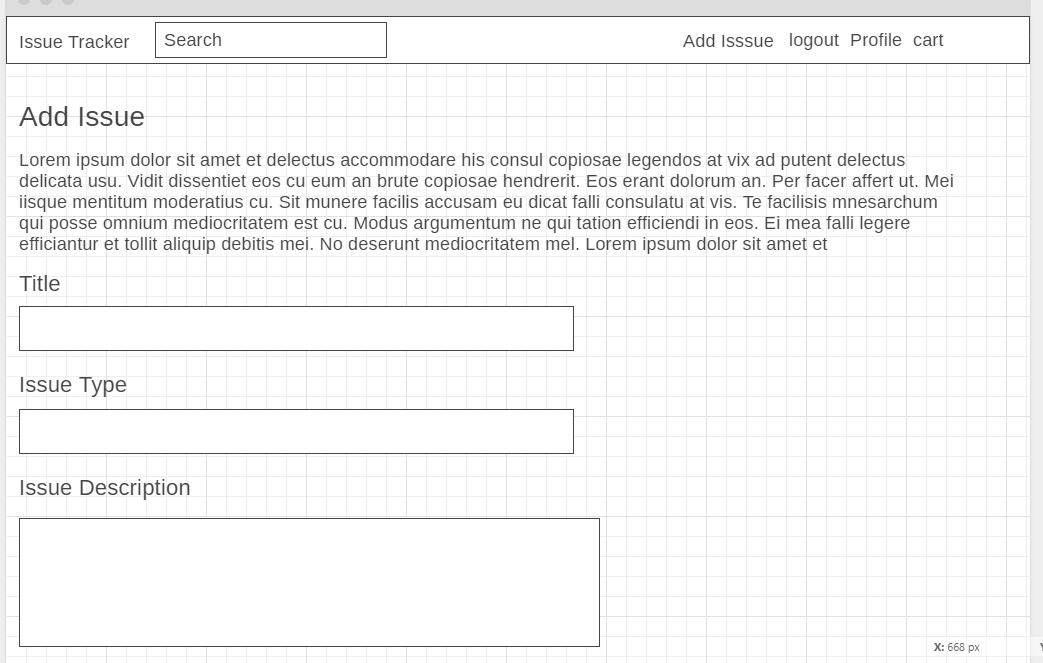 Issue Tracker Search Add Isssue logout Profile cart
Add Issue
Lorem ipsum dolor sit amet et delectus accommodare his consul copiosae legendos at vix ad putent delectus
delicata usu. Vidit dissentiet eos cu eum an brute copiosae hendrerit. Eos erant dolorum an. Per facer affert ut. Mei
iisque mentitum moderatius cu. Sit munere facilis accusam eu dicat falli consulatu at vis. Te facilisis mnesarchum
qui posse omnium mediocritatem est cu. Modus argumentum ne qui tation efficiendi in eos. Ei mea falli legere
efficiantur et tollit aliquip debitis mei. No deserunt mediocritatem mel. Lorem ipsum dolor sit amet et
Title
Issue Type
Issue Description
X: 668 px